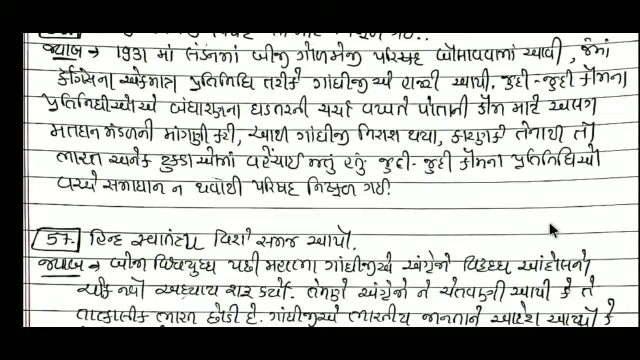 જવાબ → 1931 માં લંડનમાં બીજી ગોળમેજી પરિષદ બોલાવવામાં આવી, જેમાં
કોંગ્રેસના એકમાત્ર પ્રતિનિધિ તરીકે ગાંધીજીએ હાજરી આપી. જુદી-જુદી કોમના
પ્રતિનિધીઓએ બંધારણના ઘડતરની ચર્ચા વખતે પોતાની કોમ માટે અલગ
મતદાન મંડળની માંગણી કરી, આથી ગાંધીજી નિરાશ થયા, કારણકે તેનાથી તો
ભારત અનેક ટુકડાઓમાં વહેંચાઈ જતું હતું. જુદી-જુદી કોમના પ્રતિનિધિઓ
વચ્ચે સમાધાન ન થવાથી પરિષદ નિષ્ફળ ગઈ.
57. હિન્દ સ્વાતંત્ર્ય વિશે સમજ આપો.
જવાબ → બીજા વિશ્વયુધ્ધ પછી મહાત્મા ગાંધીજીએ અંગ્રેજો વિરુધ્ધ આંદોલનનો
એક નવો અધ્યાય શરૂ કર્યો. તેમણે અંગ્રેજો ને ચેતવણી આપી કે તે
તાત્કાલીક ભારત છોડી દે. ગાંધીજીએ ભારતીય જનતાને આદેશ આપ્યો કે